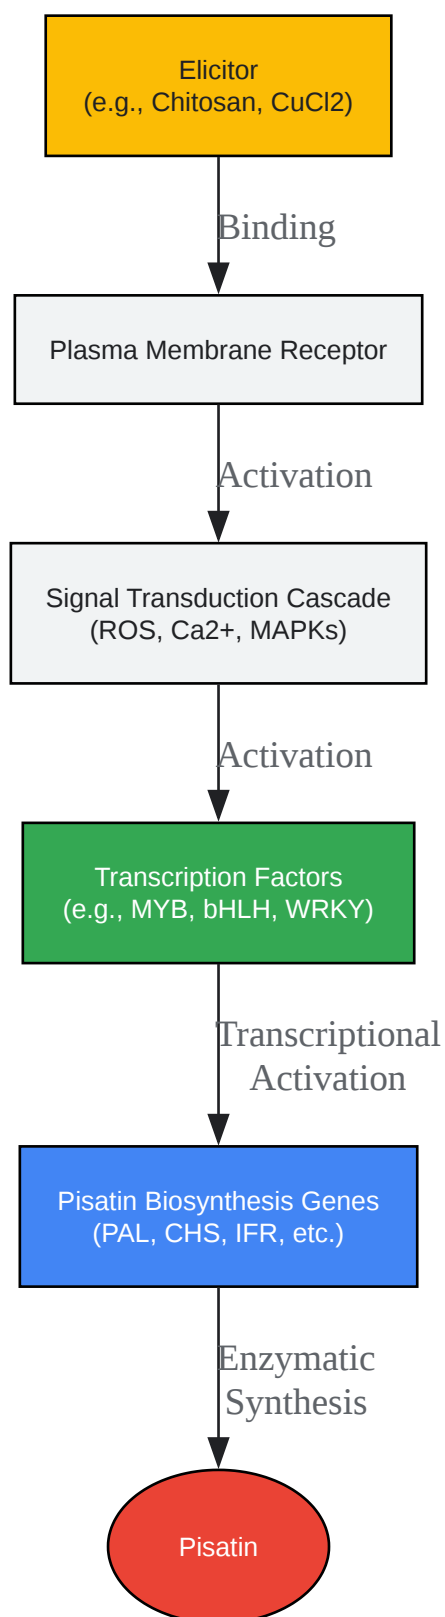 Elicitor
(e.g., Chitosan, CuCl2)
Binding
Plasma Membrane Receptor
Activation
Signal Transduction Cascade
(ROS, Ca2+, MAPKs)
Activation
Transcription Factors
(e.g., MYB, bHLH, WRKY)
Transcriptional
Activation
Pisatin Biosynthesis Genes
(PAL, CHS, IFR, etc.)
Enzymatic
Synthesis
Pisatin